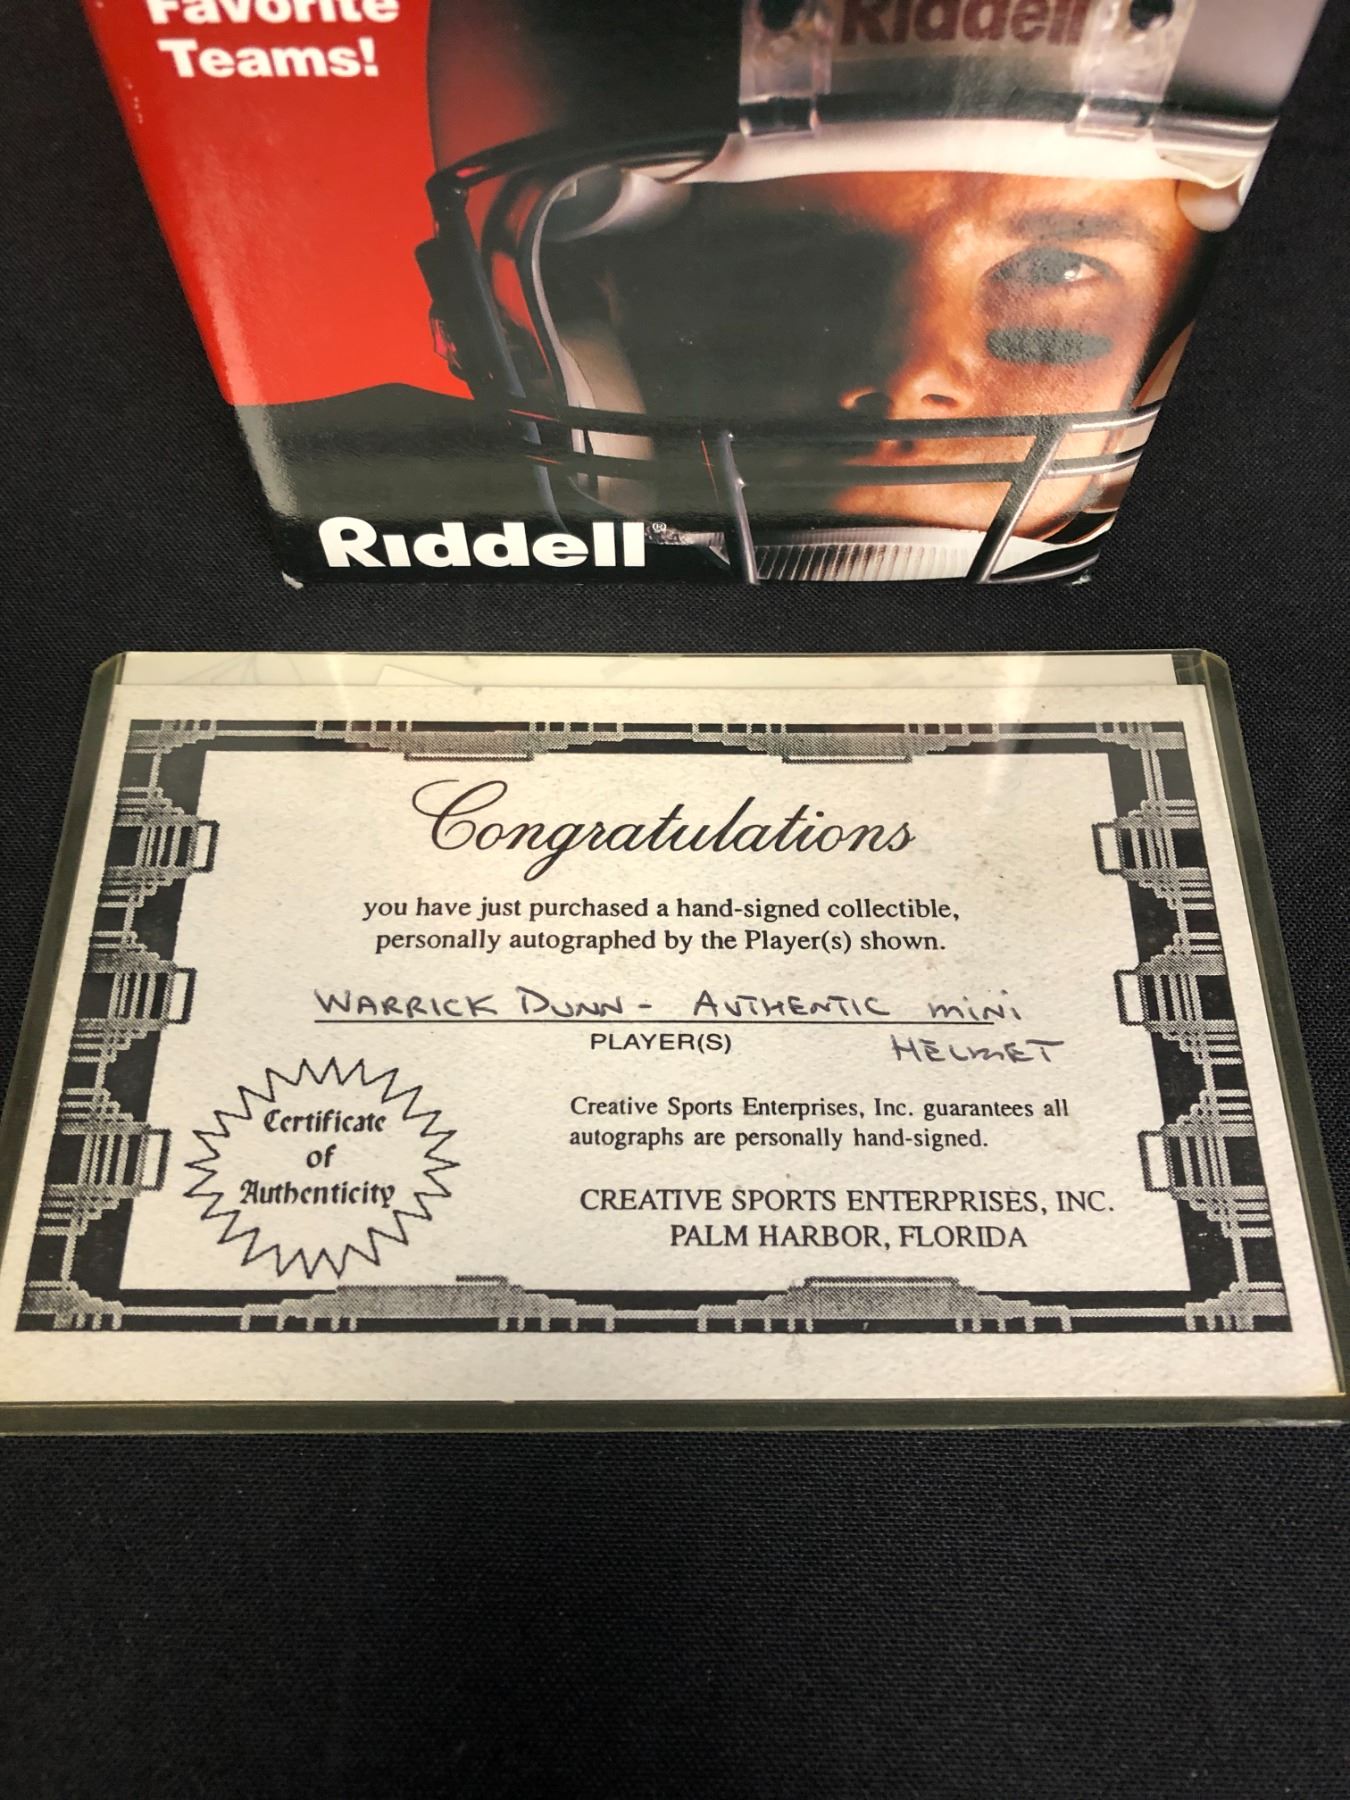 Favorite
Teams!
Riddell
Riddell®
Congratulations
you have just purchased a hand-signed collectible,
personally autographed by the Player(s) shown.
WARRICK DUNN - AUTHENTIC mini
PLAYER(S)
HELMET
Certificate
of
Authenticity
Creative Sports Enterprises, Inc. guarantees all
autographs are personally hand-signed.
CREATIVE SPORTS ENTERPRISES, INC.
PALM HARBOR, FLORIDA